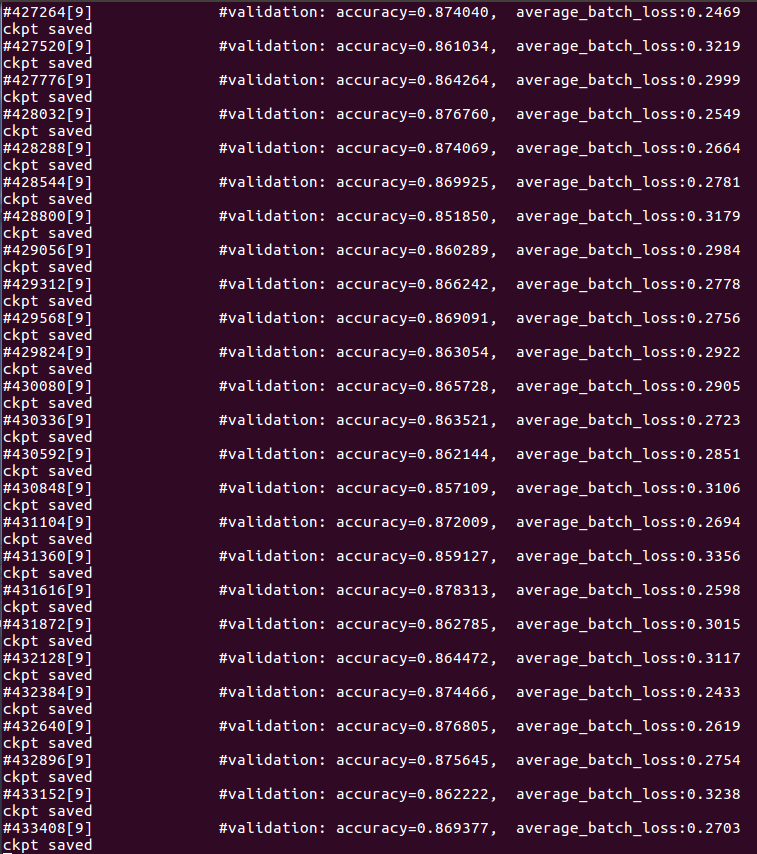 #427264[9] #validation: accuracy=0.874040, average_batch_loss:0.2469
ckpt saved
#427520[9] #validation: accuracy=0.861034, average_batch_loss:0.3219
ckpt saved
#427776[9] #validation: accuracy=0.864264, average_batch_loss:0.2999
ckpt saved
#428032[9] #validation: accuracy=0.876760, average_batch_loss:0.2549
ckpt saved
#428288[9] #validation: accuracy=0.874069, average_batch_loss:0.2664
ckpt saved
#428544[9] #validation: accuracy=0.869925, average_batch_loss:0.2781
ckpt saved
#428800[9] #validation: accuracy=0.851850, average_batch_loss:0.3179
ckpt saved
#429056[9] #validation: accuracy=0.860289, average_batch_loss:0.2984
ckpt saved
#429312[9] #validation: accuracy=0.866242, average_batch_loss:0.2778
ckpt saved
#429568[9] #validation: accuracy=0.869091, average_batch_loss:0.2756
ckpt saved
#429824[9] #validation: accuracy=0.863054, average_batch_loss:0.2922
ckpt saved
#430080[9] #validation: accuracy=0.865728, average_batch_loss:0.2905
ckpt saved
#430336[9] #validation: accuracy=0.863521, average_batch_loss:0.2723
ckpt saved
#430592[9] #validation: accuracy=0.862144, average_batch_loss:0.2851
ckpt saved
#430848[9] #validation: accuracy=0.857109, average_batch_loss:0.3106
ckpt saved
#431104[9] #validation: accuracy=0.872009, average_batch_loss:0.2694
ckpt saved
#431360[9] #validation: accuracy=0.859127, average_batch_loss:0.3356
ckpt saved
#431616[9] #validation: accuracy=0.878313, average_batch_loss:0.2598
ckpt saved
#431872[9] #validation: accuracy=0.862785, average_batch_loss:0.3015
ckpt saved
#432128[9] #validation: accuracy=0.864472, average_batch_loss:0.3117
ckpt saved
#432384[9] #validation: accuracy=0.874466, average_batch_loss:0.2433
ckpt saved
#432640[9] #validation: accuracy=0.876805, average_batch_loss:0.2619
ckpt saved
#432896[9] #validation: accuracy=0.875645, average_batch_loss:0.2754
ckpt saved
#433152[9] #validation: accuracy=0.862222, average_batch_loss:0.3238
ckpt saved
#433408[9] #validation: accuracy=0.869377, average_batch_loss:0.2703
ckpt saved